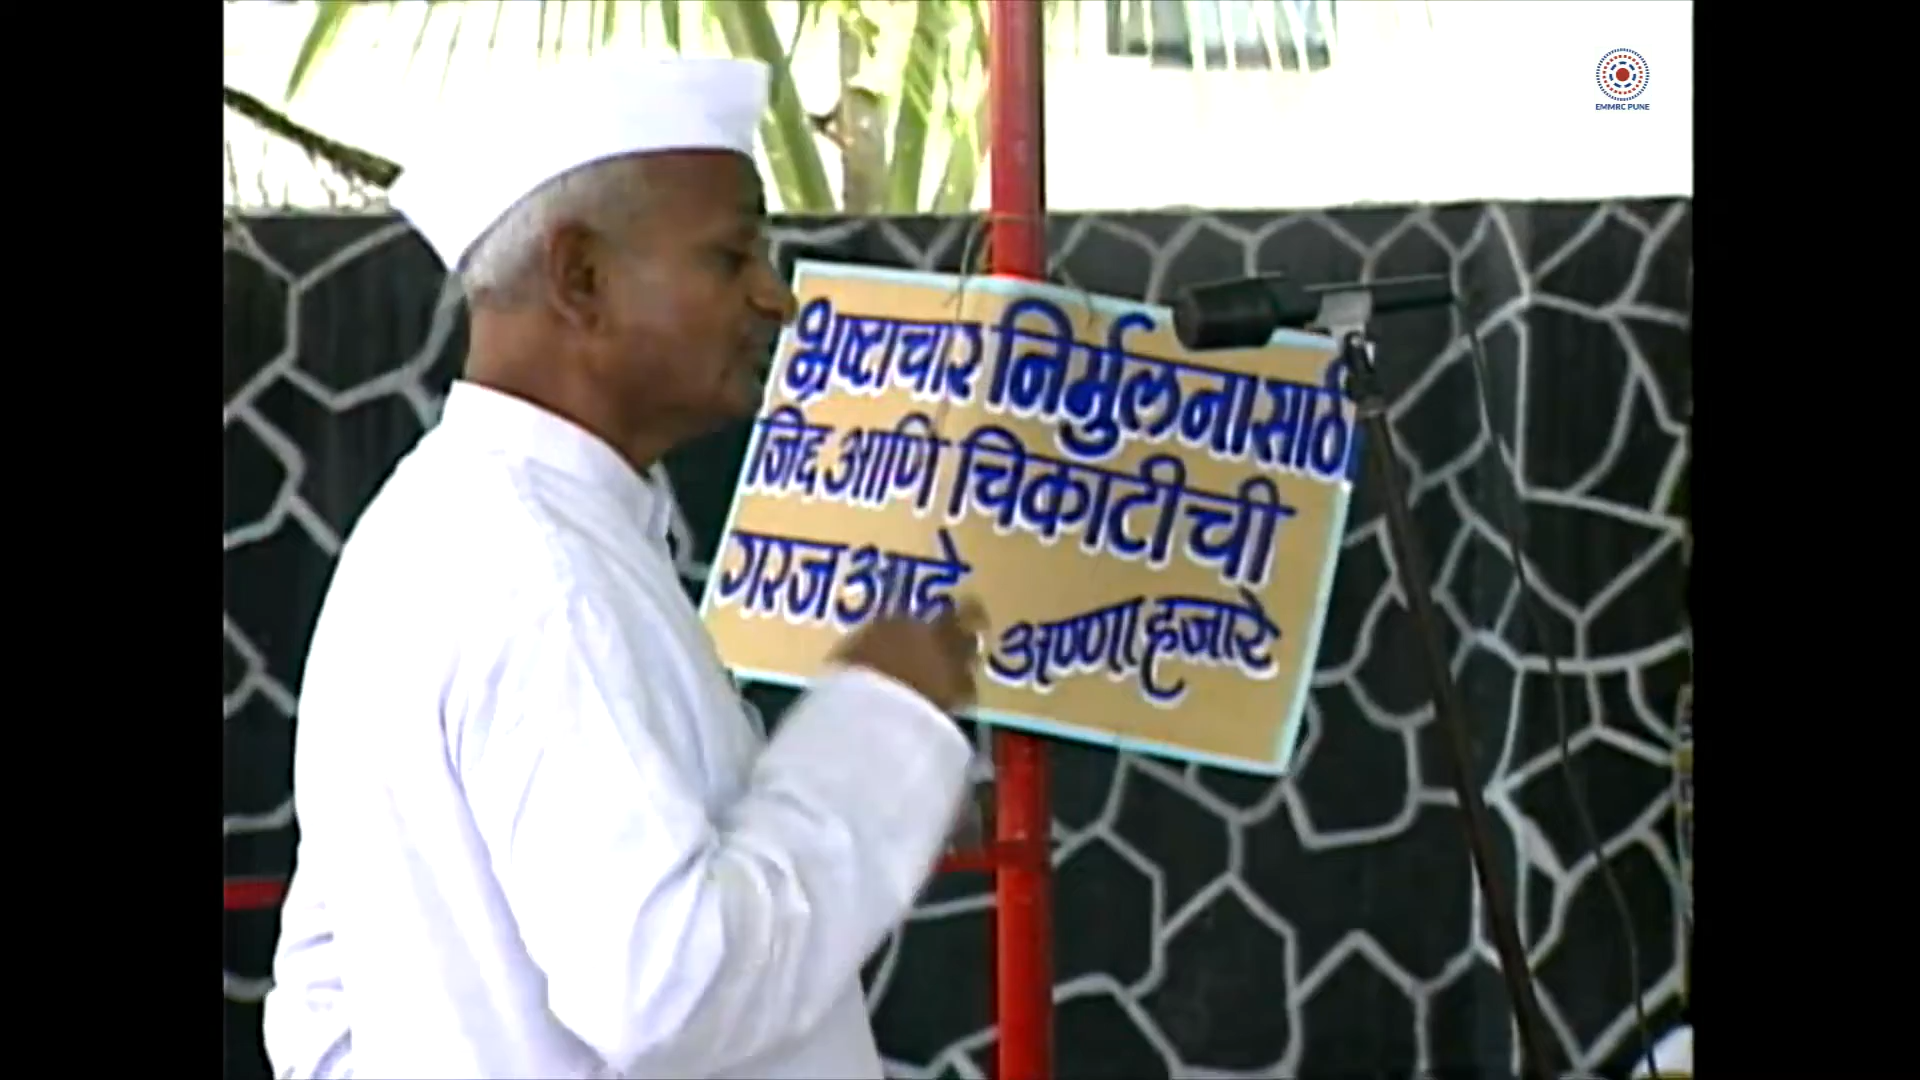 EMMRC PUNE
भ्रष्टाचार निर्मुलनासाठी
जिद्द आणि चिकाटीची
गरज आहे
अण्णा हजारे